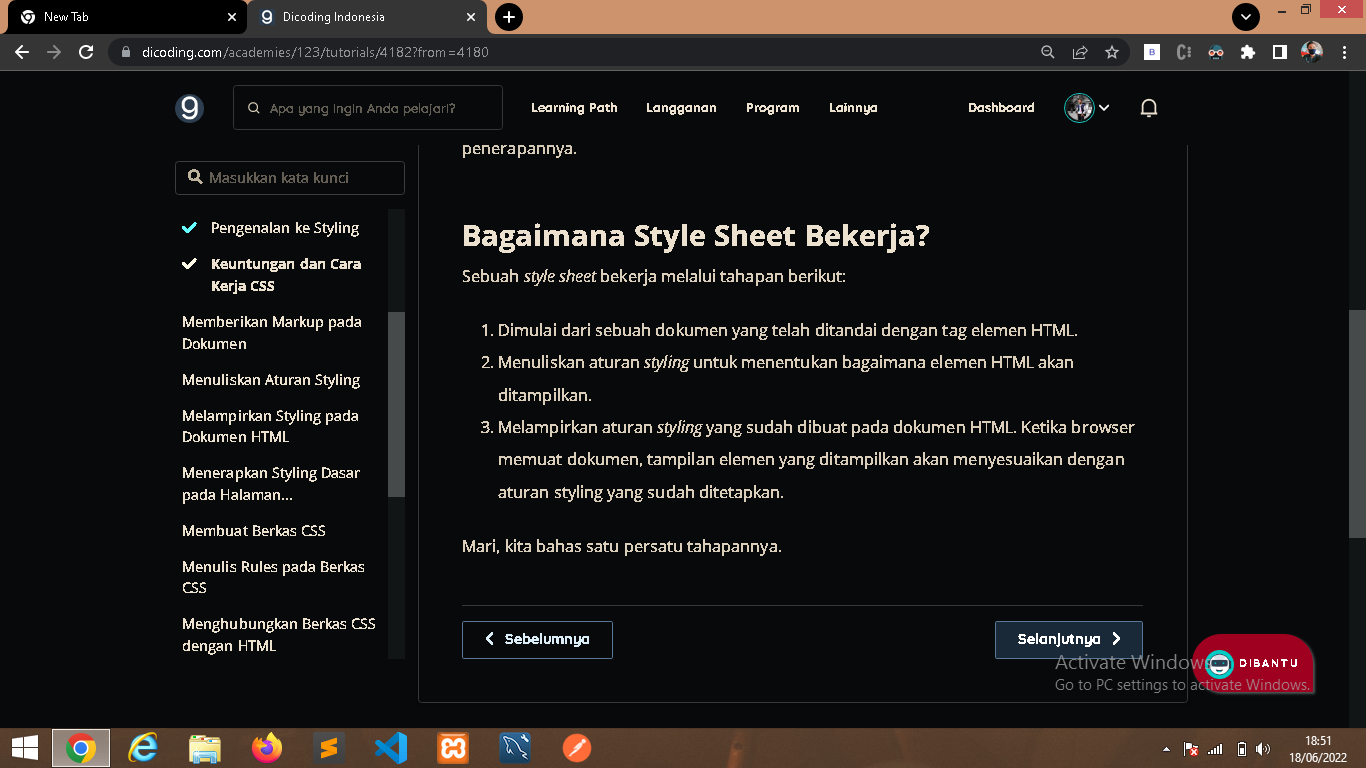 New Tab
Dicoding Indonesia
dicoding.com/academies/123/tutorials/4182?from=4180
Apa yang ingin Anda pelajari?
Learning Path
Langganan
Program
Lainnya
Dashboard
Masukkan kata kunci
Pengenalan ke Styling
Keuntungan dan Cara
Kerja CSS
Memberikan Markup pada
Dokumen
Menuliskan Aturan Styling
Melampirkan Styling pada
Dokumen HTML
Menerapkan Styling Dasar
pada Halaman...
Membuat Berkas CSS
Menulis Rules pada Berkas
CSS
Menghubungkan Berkas CSS
dengan HTML
penerapannya.
Bagaimana Style Sheet Bekerja?
Sebuah style sheet bekerja melalui tahapan berikut:
1. Dimulai dari sebuah dokumen yang telah ditandai dengan tag elemen HTML.
2. Menuliskan aturan styling untuk menentukan bagaimana elemen HTML akan
ditampilkan.
3. Melampirkan aturan styling yang sudah dibuat pada dokumen HTML. Ketika browser
memuat dokumen, tampilan elemen yang ditampilkan akan menyesuaikan dengan
aturan styling yang sudah ditetapkan.
Mari, kita bahas satu persatu tahapannya.
Sebelumnya
Selanjutnya
DIBANTU
Activate Windows
Go to PC settings to activate Windows.
18:51
18/06/2022